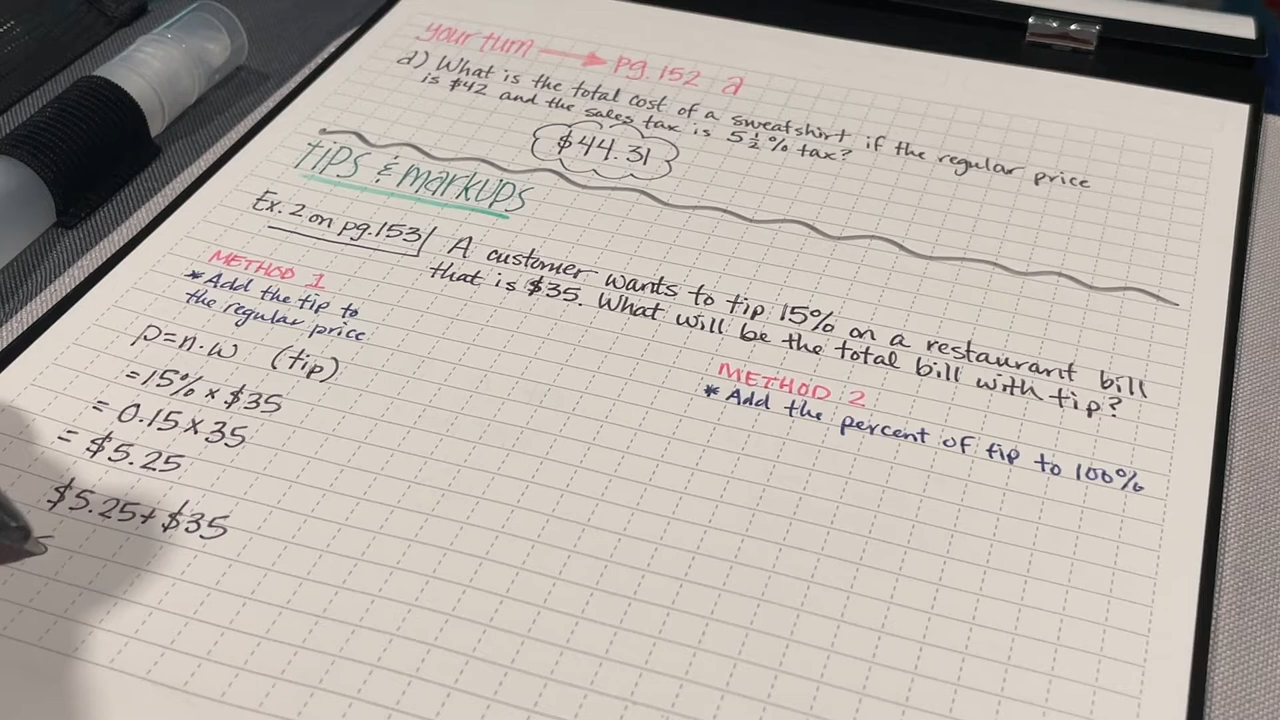 your turn → pg. 152 a
a) What is the total cost of a sweatshirt if the regular price
is $42 and the sales tax is 5 1/2 % tax?
$44.31
tips & markups
Ex. 2 on pg. 153
A customer wants to tip 15% on a restaurant bill
that is $35. What will be the total bill with tip?
METHOD 1
* Add the tip to
the regular price
p=n.w (tip)
=15% x $35
= 0.15 x 35
= $5.25
$5.25+ $35
METHOD 2
* Add the percent of tip to 100%